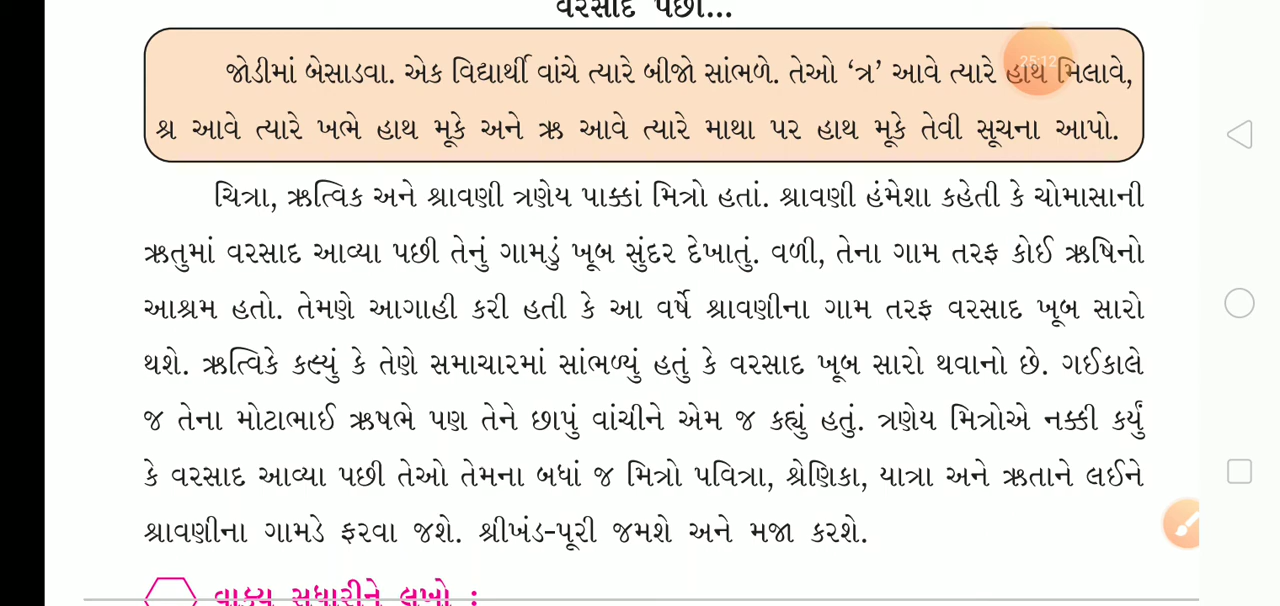 વરસાદ પછી...
જોડીમાં બેસાડવા. એક વિદ્યાર્થી વાંચે ત્યારે બીજો સાંભળે. તેઓ ‘ત્ર’ આવે ત્યારે હાથ મિલાવે,
25:12
શ્ર આવે ત્યારે ખભે હાથ મૂકે અને ઋ આવે ત્યારે માથા પર હાથ મૂકે તેવી સૂચના આપો.
ચિત્રા, ઋત્વિક અને શ્રાવણી ત્રણેય પાક્કાં મિત્રો હતાં. શ્રાવણી હંમેશા કહેતી કે ચોમાસાની
ઋતુમાં વરસાદ આવ્યા પછી તેનું ગામડું ખૂબ સુંદર દેખાતું. વળી, તેના ગામ તરફ કોઈ ઋષિનો
આશ્રમ હતો. તેમણે આગાહી કરી હતી કે આ વર્ષે શ્રાવણીના ગામ તરફ વરસાદ ખૂબ સારો
થશે. ઋત્વિકે કહ્યું કે તેણે સમાચારમાં સાંભળ્યું હતું કે વરસાદ ખૂબ સારો થવાનો છે. ગઈકાલે
જ તેના મોટાભાઈ ઋષભે પણ તેને છાપું વાંચીને એમ જ કહ્યું હતું. ત્રણેય મિત્રોએ નક્કી કર્યું
કે વરસાદ આવ્યા પછી તેઓ તેમના બધાં જ મિત્રો પવિત્રા, શ્રેણિકા, યાત્રા અને ઋતાને લઈને
શ્રાવણીના ગામડે ફરવા જશે. શ્રીખંડ-પૂરી જમશે અને મજા કરશે.
વાક્ય સુધારીને લખો :